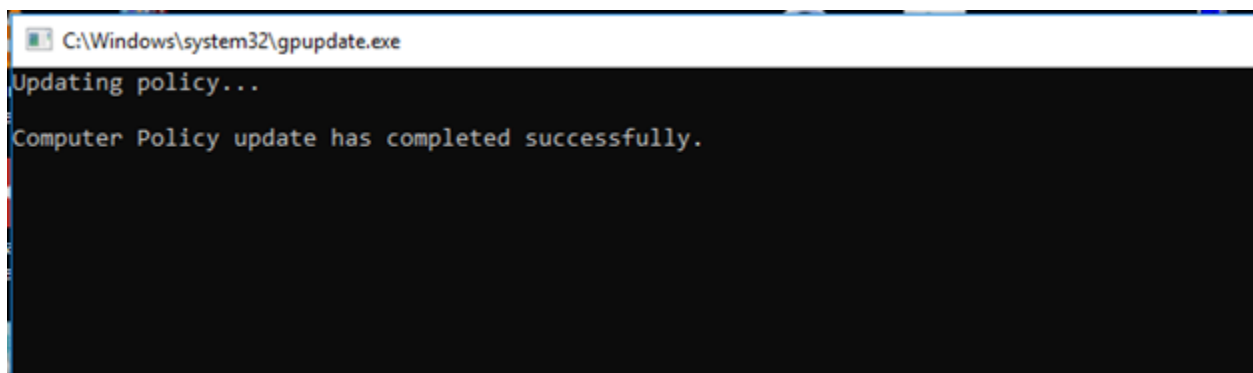 C:\Windows\system32\gpupdate.exe
Updating policy...
Computer Policy update has completed successfully.